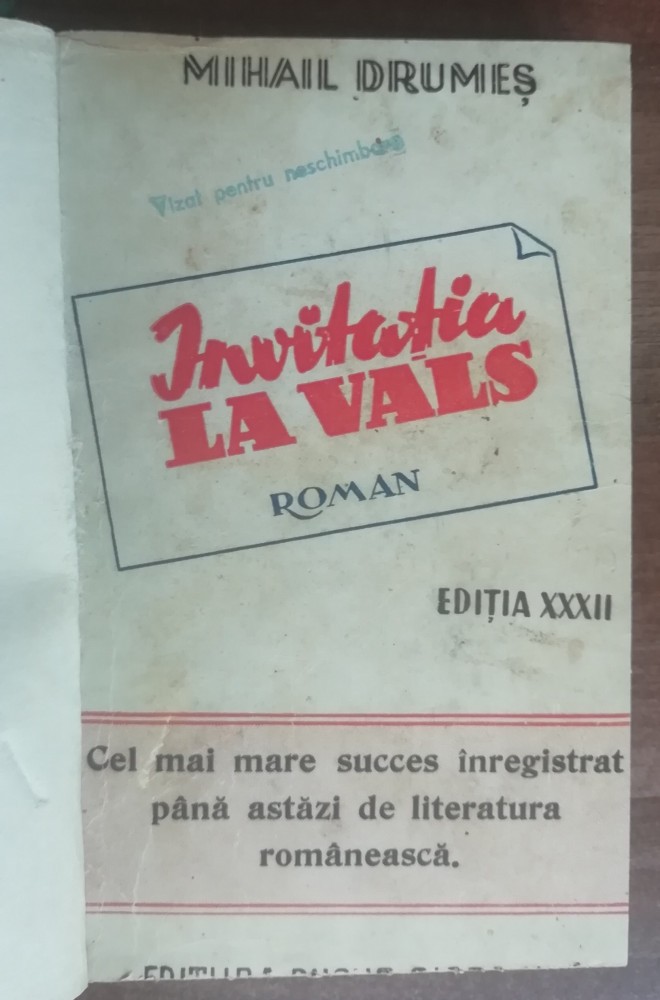 MIHAIL DRUMEȘ
Vizat pentru neschimbare
Invitația
LA VALS
ROMAN
EDIȚIA XXXII
Cel mai mare succes înregistrat
până astăzi de literatura
românească.
EDITURA